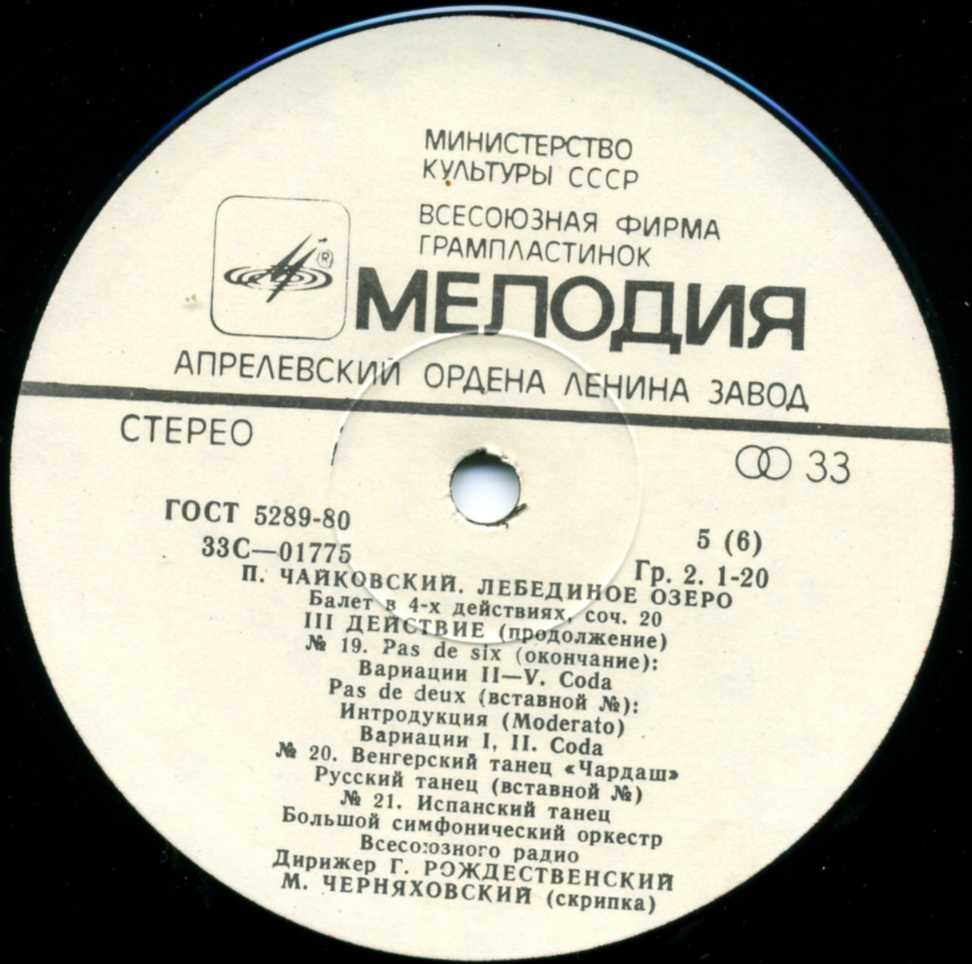 МИНИСТЕРСТВО
КУЛЬТУРЫ СССР
ВСЕСОЮЗНАЯ ФИРМА
ГРАМПЛАСТИНОК
(R)
МЕЛОДИЯ
АПРЕЛЕВСКИЙ ОРДЕНА ЛЕНИНА ЗАВОД
СТЕРЕО
33
ГОСТ 5289-80
5 (6)
33С—01775
Гр. 2. 1-20
П. ЧАЙКОВСКИЙ. ЛЕБЕДИНОЕ ОЗЕРО
Балет в 4-х действиях, соч. 20
III ДЕЙСТВИЕ (продолжение)
№ 19. Pas de six (окончание):
Вариации II—V. Coda
Pas de deux (вставной №):
Интродукция (Moderato)
Вариации I, II. Coda
№ 20. Венгерский танец «Чардаш»
Русский танец (вставной №)
№ 21. Испанский танец
Большой симфонический оркестр
Всесоюзного радио
Дирижер Г. РОЖДЕСТВЕНСКИЙ
М. ЧЕРНЯХОВСКИЙ (скрипка)